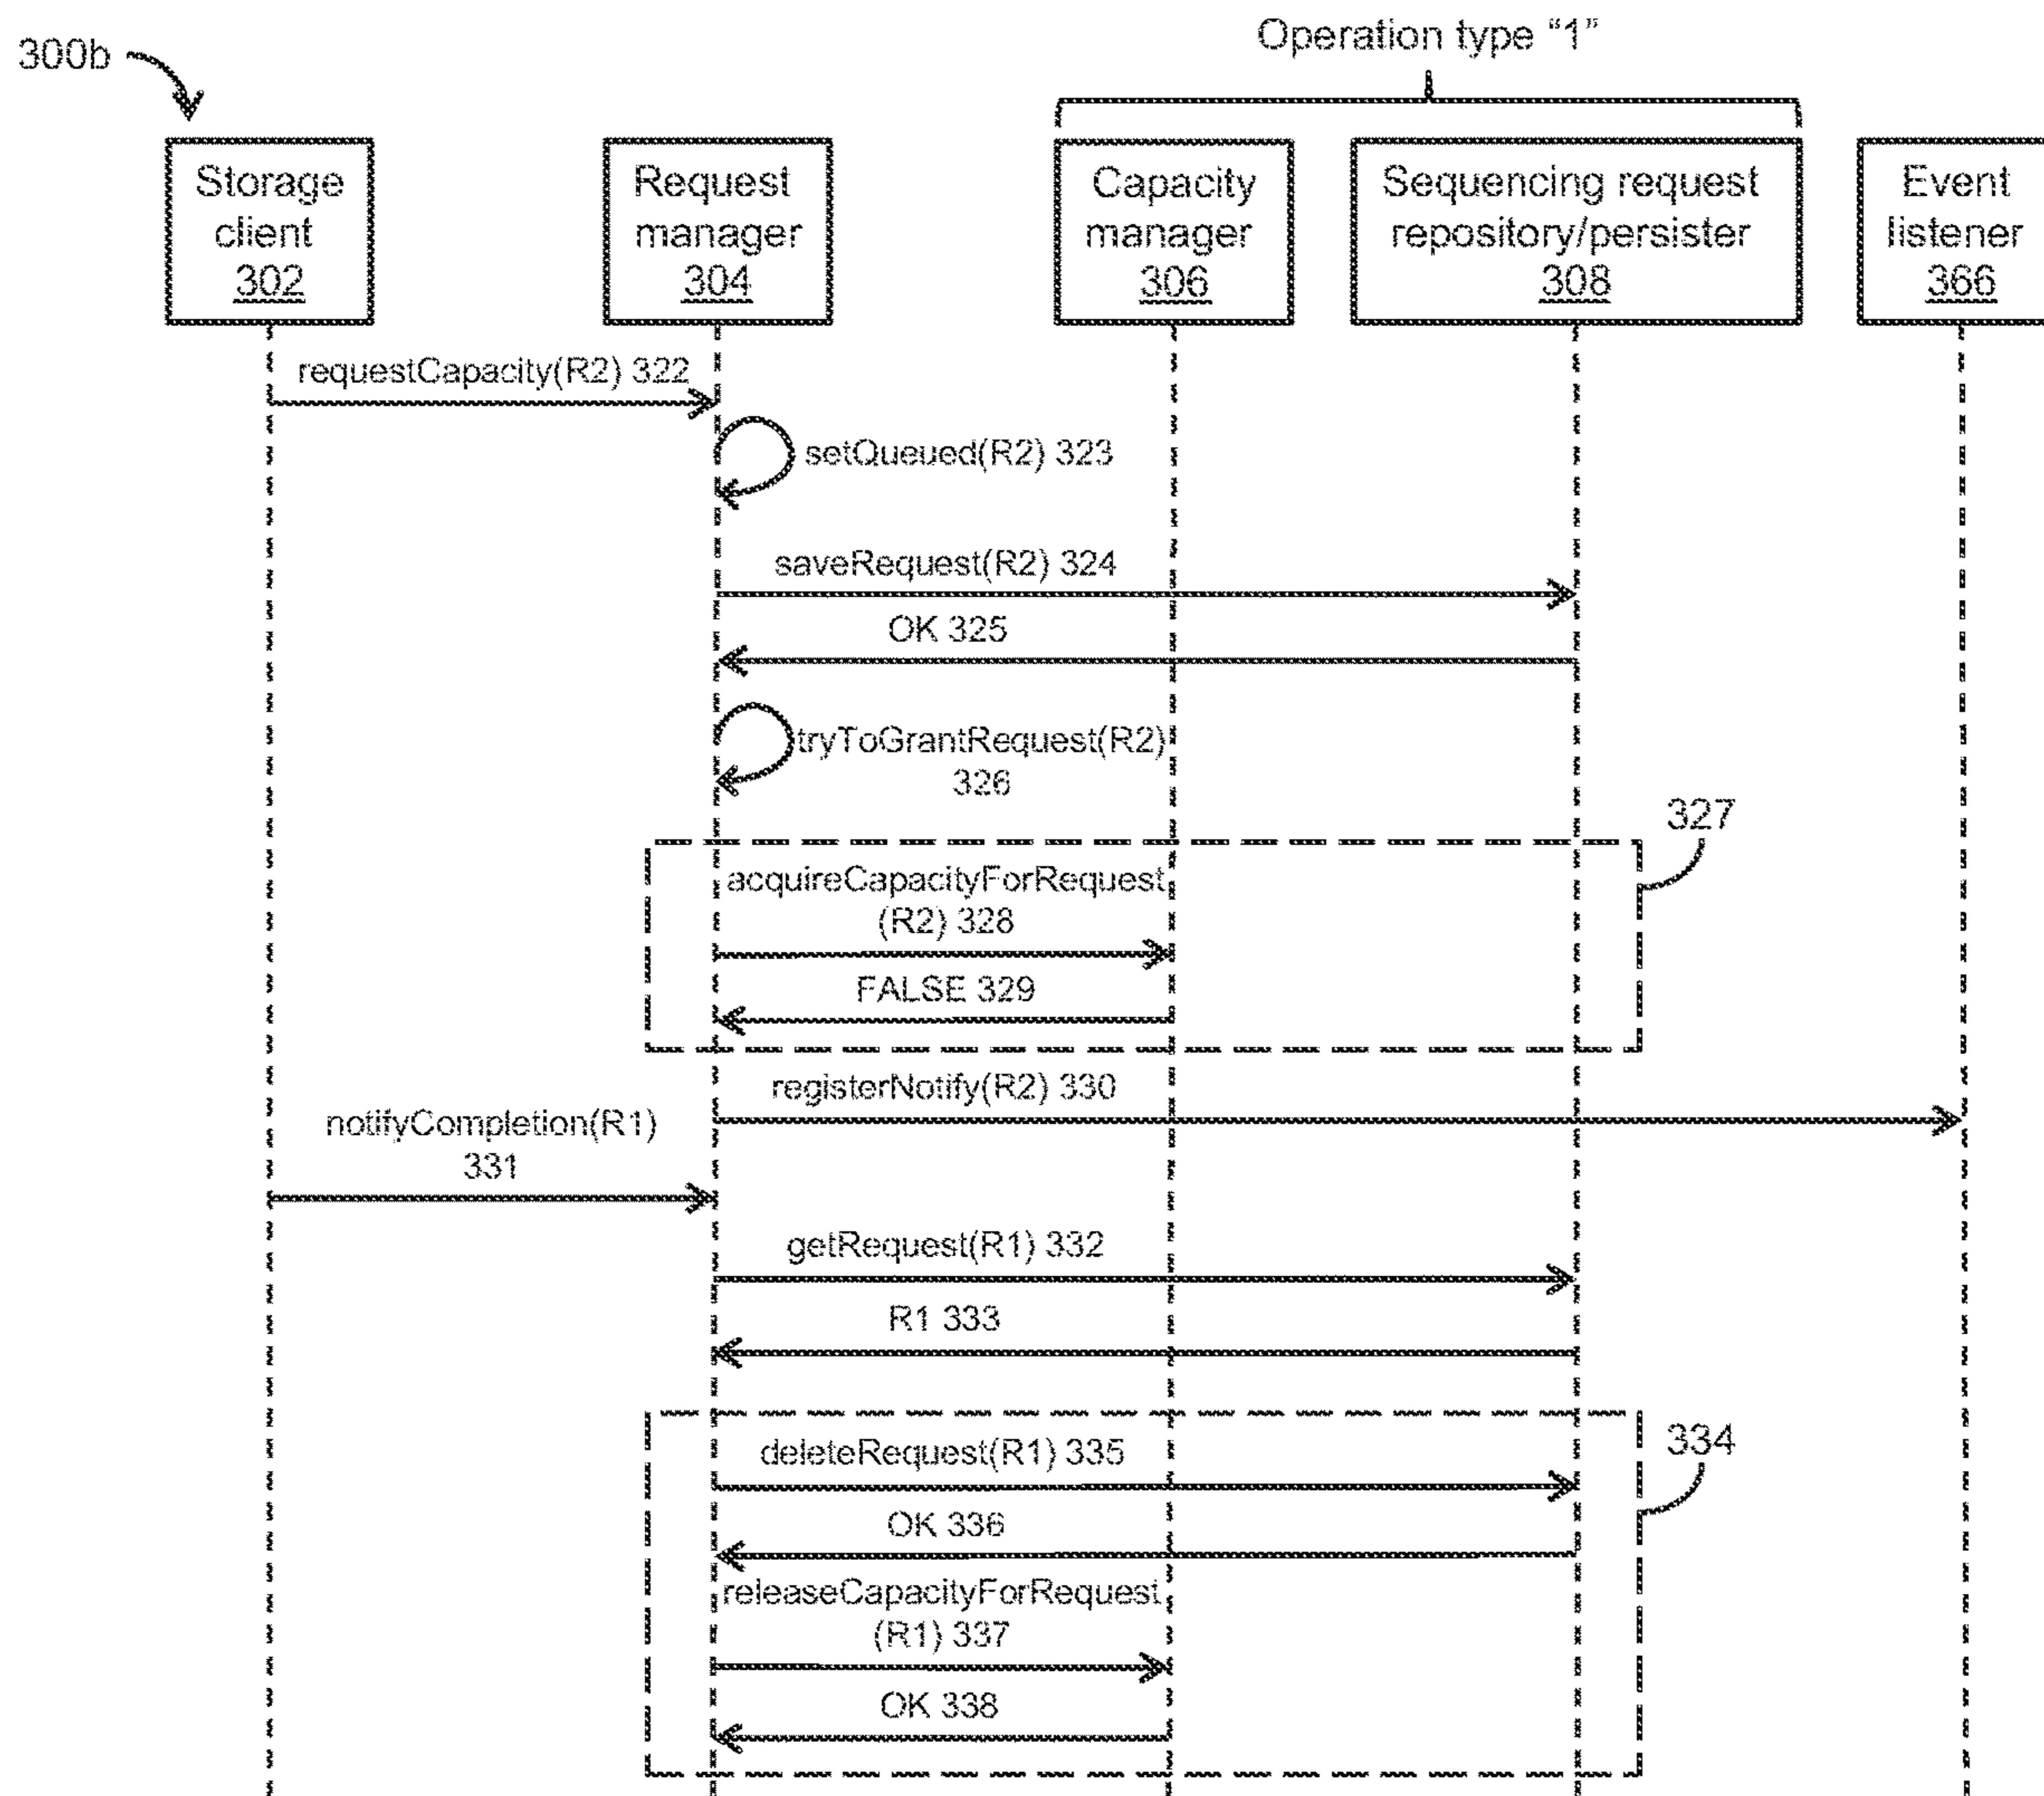 Operation type “1”
300b
Storage
client
302
Request
manager
304
Capacity
manager
306
Sequencing request
repository/persister
308
Event
listener
366
requestCapacity(R2) 322
setQueued(R2) 323
saveRequest(R2) 324
OK 325
tryToGrantRequest(R2)
326
327
acquireCapacityForRequest
(R2) 328
FALSE 329
registerNotify(R2) 330
notifyCompletion(R1)
331
getRequest(R1) 332
R1 333
334
deleteRequest(R1) 335
OK 336
releaseCapacityForRequest
(R1) 337
OK 338